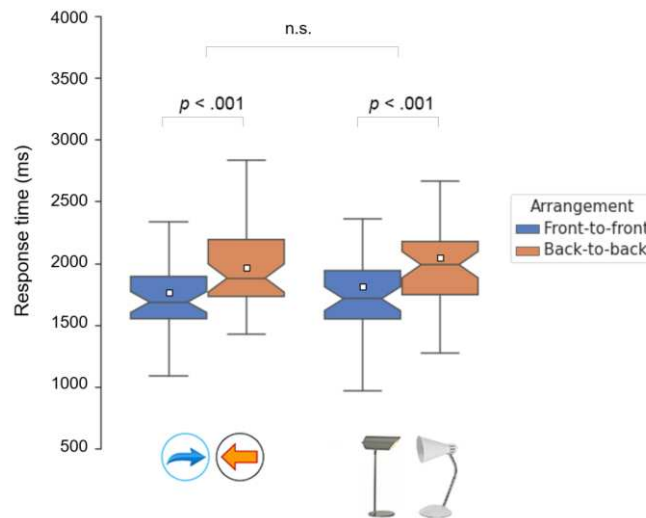 4000
n.s.
3500
p < .001
p < .001
3000
Response time (ms)
2500
Arrangement
Front-to-front
Back-to-back
2000
1500
1000
500